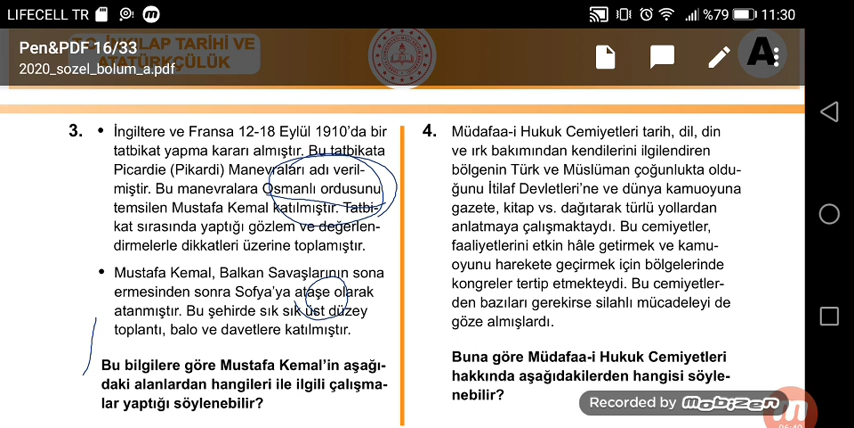 LIFECELL TR
%79 11:30
Pen&PDF 16/33
2020_sozel_bolum_a.pdf
T.C. İNKILAP TARİHİ VE
ATATÜRKÇÜLÜK
A
3. • İngiltere ve Fransa 12-18 Eylül 1910'da bir
tatbikat yapma kararı almıştır. Bu tatbikata
Picardie (Pikardi) Manevraları adı veril-
miştir. Bu manevralara Osmanlı ordusunu
temsilen Mustafa Kemal katılmıştır. Tatbi-
kat sırasında yaptığı gözlem ve değerlen-
dirmelerle dikkatleri üzerine toplamıştır.
• Mustafa Kemal, Balkan Savaşlarının sona
ermesinden sonra Sofya'ya ataşe olarak
atanmıştır. Bu şehirde sık sık üst düzey
toplantı, balo ve davetlere katılmıştır.
Bu bilgilere göre Mustafa Kemal'in aşağı-
daki alanlardan hangileri ile ilgili çalışma-
lar yaptığı söylenebilir?
4. Müdafaa-i Hukuk Cemiyetleri tarih, dil, din
ve ırk bakımından kendilerini ilgilendiren
bölgenin Türk ve Müslüman çoğunlukta oldu-
ğunu İtilaf Devletleri'ne ve dünya kamuoyuna
gazete, kitap vs. dağıtarak türlü yollardan
anlatmaya çalışmaktaydı. Bu cemiyetler,
faaliyetlerini etkin hâle getirmek ve kamu-
oyunu harekete geçirmek için bölgelerinde
kongreler tertip etmekteydi. Bu cemiyetler-
den bazıları gerekirse silahlı mücadeleyi de
göze almışlardı.
Buna göre Müdafaa-i Hukuk Cemiyetleri
hakkında aşağıdakilerden hangisi söyle-
nebilir?
Recorded by Mobizen